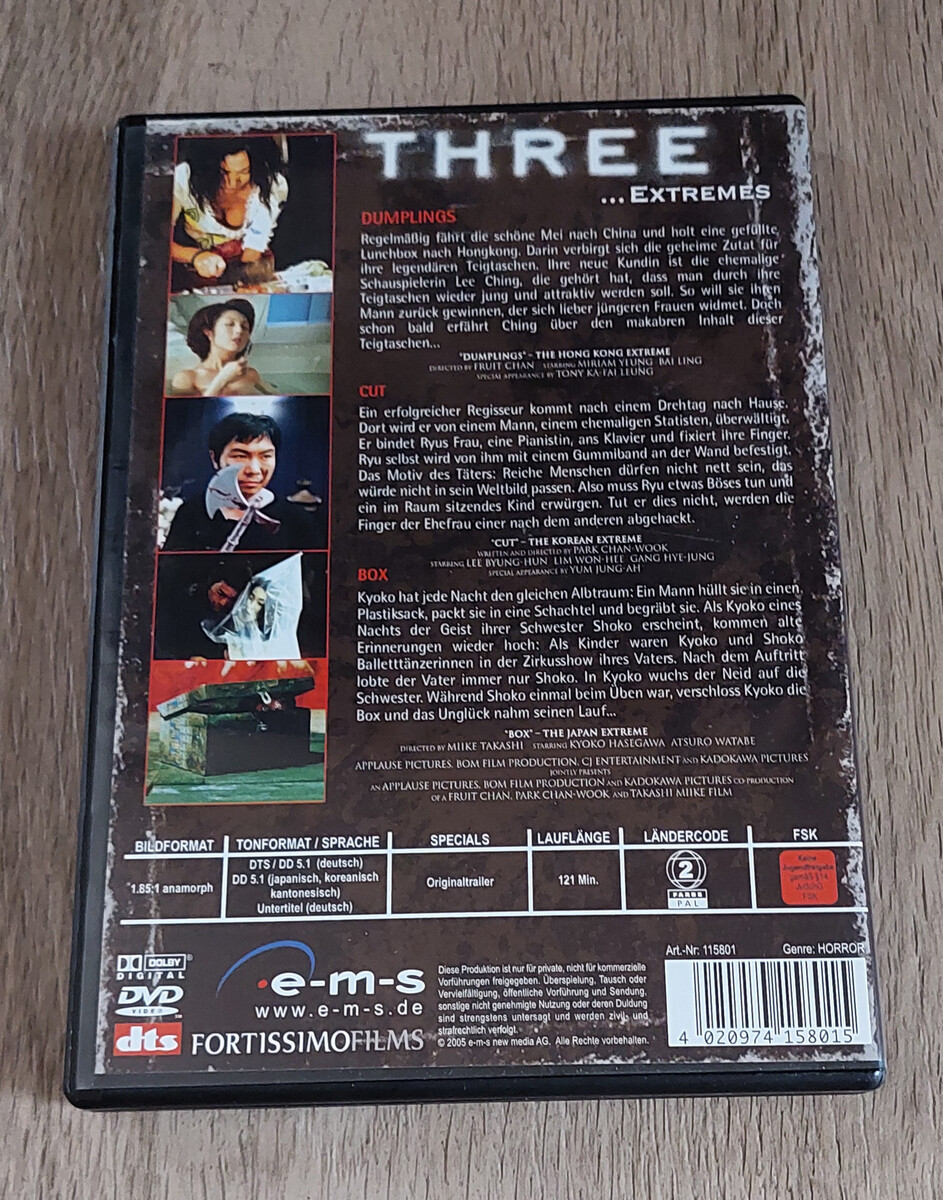 THREE
...EXTREMES
DUMPLINGS
Regelmäßig fährt die schöne Mei nach China und holt eine gefüllte
Lunchbox nach Hongkong. Darin verbirgt sich die geheime Zutat für
ihre legendären Teigtaschen. Ihre neue Kundin ist die ehemalige
Schauspielerin Lee Ching, die gehört hat, dass man durch ihre
Teigtaschen wieder jung und attraktiv werden soll. So will sie ihren
Mann zurück gewinnen, der sich lieber jüngeren Frauen widmet. Doch
schon bald erfährt Ching über den makabren Inhalt dieser
Teigtaschen...
"DUMPLINGS" - THE HONG KONG EXTREME
DIRECTED BY FRUIT CHAN STARRING MIRIAM YEUNG BAI LING
SPECIAL APPEARANCE BY TONY KA-FAI LEUNG
CUT
Ein erfolgreicher Regisseur kommt nach einem Drehtag nach Hause.
Dort wird er von einem Mann, einem ehemaligen Statisten, überwältigt.
Er bindet Ryus Frau, eine Pianistin, ans Klavier und fixiert ihre Finger.
Ryu selbst wird von ihm mit einem Gummiband an der Wand befestigt.
Das Motiv des Täters: Reiche Menschen dürfen nicht nett sein, das
würde nicht in sein Weltbild passen. Also muss Ryu etwas Böses tun und
ein im Raum sitzendes Kind erwürgen. Tut er dies nicht, werden die
Finger der Ehefrau einer nach dem anderen abgehackt.
"CUT" - THE KOREAN EXTREME
WRITTEN AND DIRECTED BY PARK CHAN-WOOK
STARRING LEE BYUNG-HUN LIM WON-HEE GANG HYE-JUNG
SPECIAL APPEARANCE BY YUM JUNG-AH
BOX
Kyoko hat jede Nacht den gleichen Albtraum: Ein Mann hüllt sie in einen
Plastiksack, packt sie in eine Schachtel und begräbt sie. Als Kyoko eines
Nachts der Geist ihrer Schwester Shoko erscheint, kommen alte
Erinnerungen wieder hoch: Als Kinder waren Kyoko und Shoko
Balletttänzerinnen in der Zirkusshow ihres Vaters. Nach dem Auftritt
lobte der Vater immer nur Shoko. In Kyoko wuchs der Neid auf die
Schwester. Während Shoko einmal beim Üben war, verschloss Kyoko die
Box und das Unglück nahm seinen Lauf...
"BOX" - THE JAPAN EXTREME
DIRECTED BY MIIKE TAKASHI STARRING KYOKO HASEGAWA ATSURO WATABE
APPLAUSE PICTURES, BOM FILM PRODUCTION, CJ ENTERTAINMENT AND KADOKAWA PICTURES
JOINTLY PRESENTS
AN APPLAUSE PICTURES, BOM FILM PRODUCTION AND KADOKAWA PICTURES CO-PRODUCTION
OF A FRUIT CHAN, PARK CHAN-WOOK AND TAKASHI MIIKE FILM
BILDFORMAT
1.85:1 anamorph
TONFORMAT / SPRACHE
DTS / DD 5.1 (deutsch)
DD 5.1 (japanisch, koreanisch
kantonesisch)
Untertitel (deutsch)
SPECIALS
Originaltrailer
LAUFLÄNGE
121 Min.
LÄNDERCODE
2
FARBE
PAL
FSK
Keine
Jugendfreigabe
gemäß § 14
JuSchG
FSK
DOLBY
DIGITAL
DVD
VIDEO
dts
e-m-s
www.e-m-s.de
FORTISSIMOFILMS
Diese Produktion ist nur für private, nicht für kommerzielle
Vorführungen freigegeben. Überspielung, Tausch oder
Vervielfältigung, öffentliche Vorführung und Sendung,
sonstige nicht genehmigte Nutzung oder deren Duldung
sind strengstens untersagt und werden zivil- und
strafrechtlich verfolgt.
© 2005 e-m-s new media AG. Alle Rechte vorbehalten.
Art.-Nr: 115801
Genre: HORROR
4 020974 158015